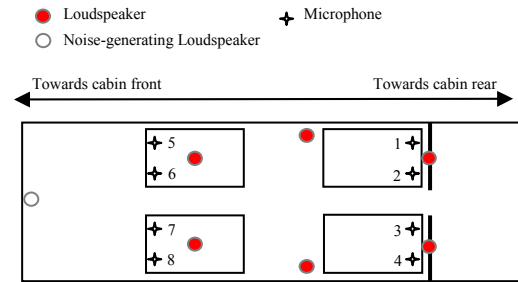 Loudspeaker Microphone
Noise-generating Loudspeaker
Towards cabin front Towards cabin rear
5 1
6 2
7 3
8 4